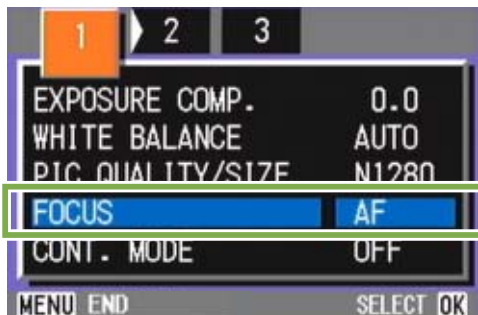 1 2 3
EXPOSURE COMP. 0.0
WHITE BALANCE AUTO
PIC QUALITY/SIZE N1280
FOCUS AF
CONT. MODE OFF
MENU END SELECT OK